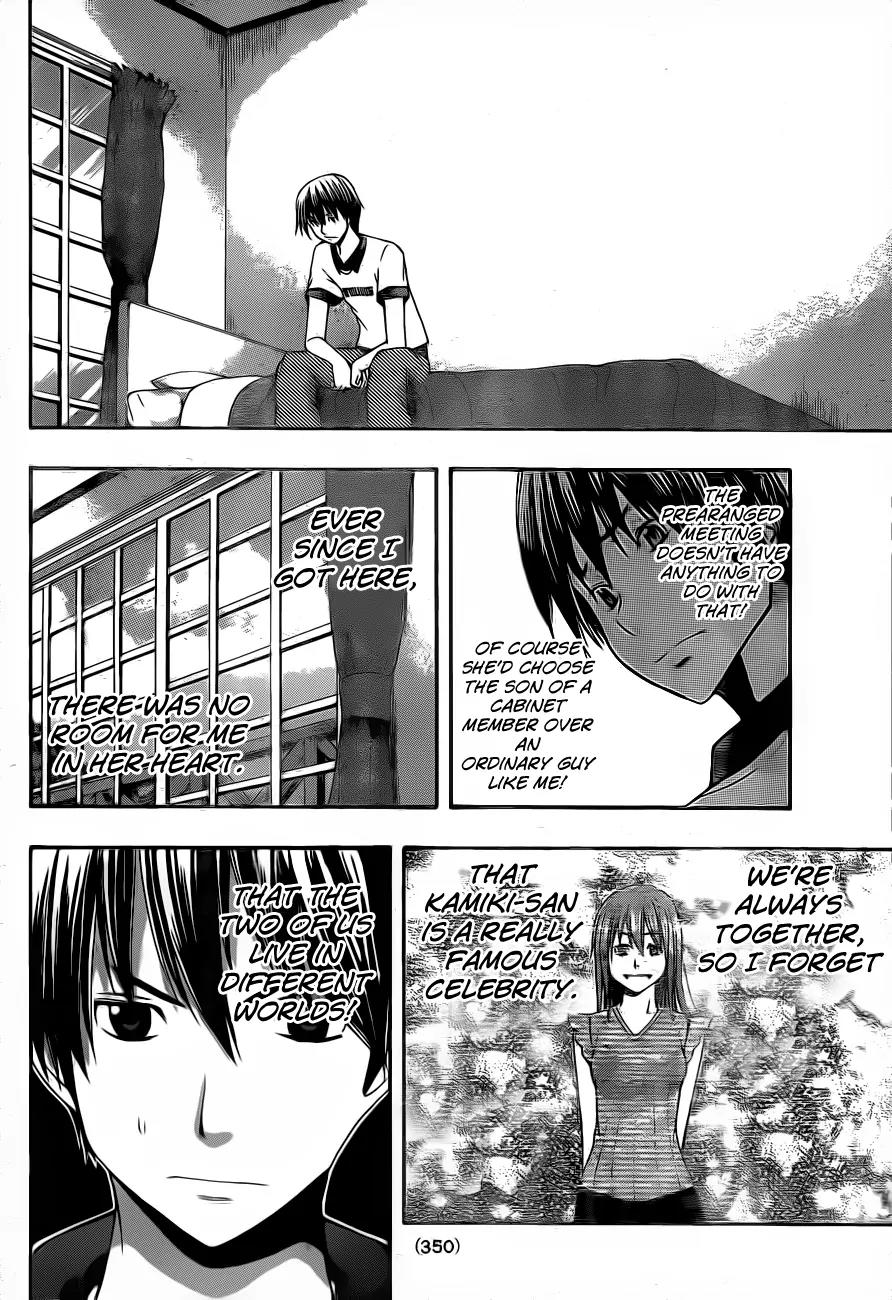 THE
PREARRANGED
MEETING
DOESN'T HAVE
ANYTHING TO
DO WITH
THAT!
OF COURSE
SHE'D CHOOSE
THE SON OF A
CABINET
MEMBER OVER
AN
ORDINARY GUY
LIKE ME!
EVER
SINCE I
GOT HERE,
THERE WAS NO
ROOM FOR ME
IN HER HEART.
WE'RE
ALWAYS
TOGETHER,
SO I FORGET
THAT
KAMIKI-SAN
IS A REALLY
FAMOUS
CELEBRITY.
THAT THE
TWO OF US
LIVE IN
DIFFERENT
WORLDS!
(350)